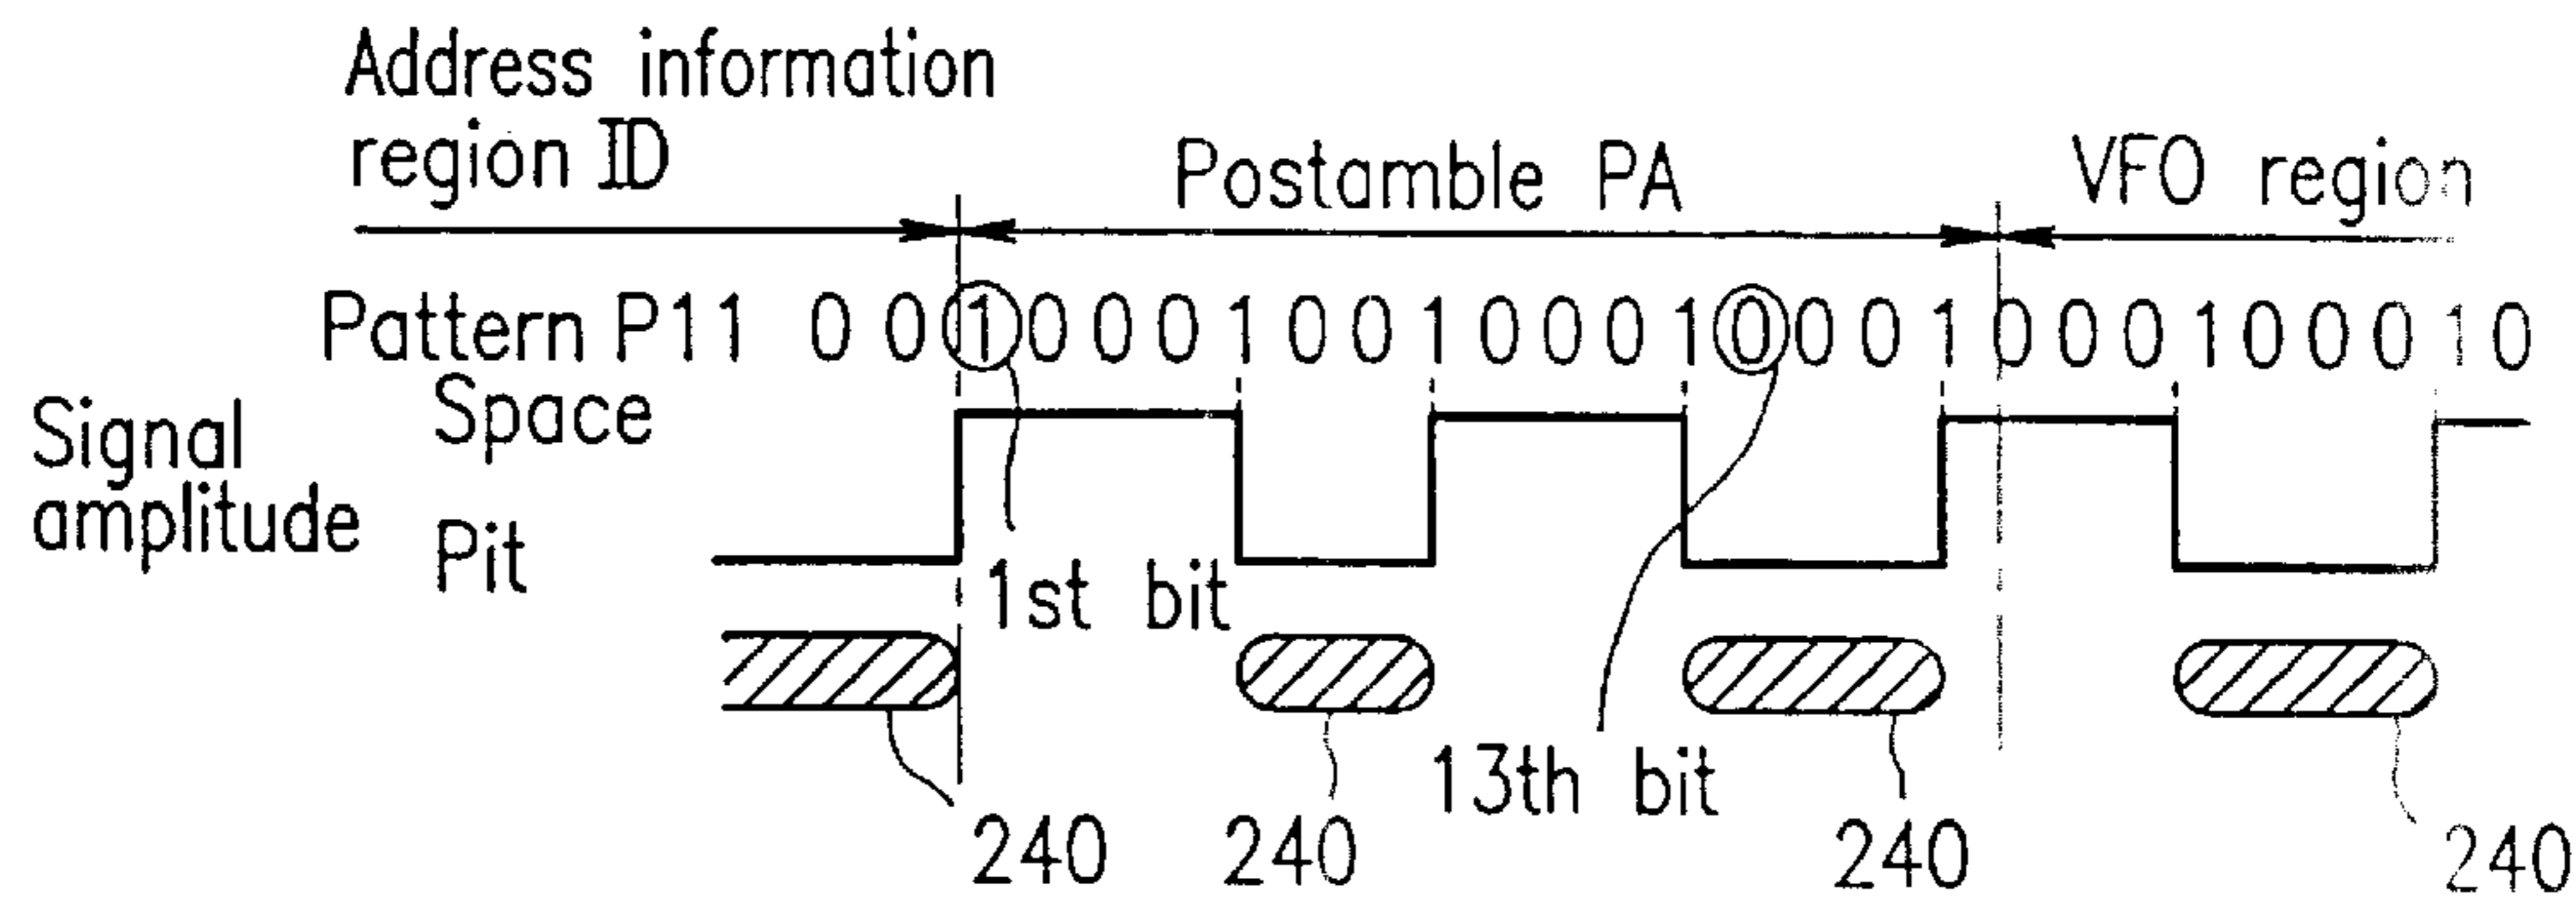 Address information
region ID
Postamble PA
VFO region
Pattern P11 0 0 1 0 0 0 1 0 0 1 0 0 0 1 0 0 0 1 0 0 0 1 0 0 0 1 0
Signal
amplitude
Space
Pit
1st bit
13th bit
240
240
240
240